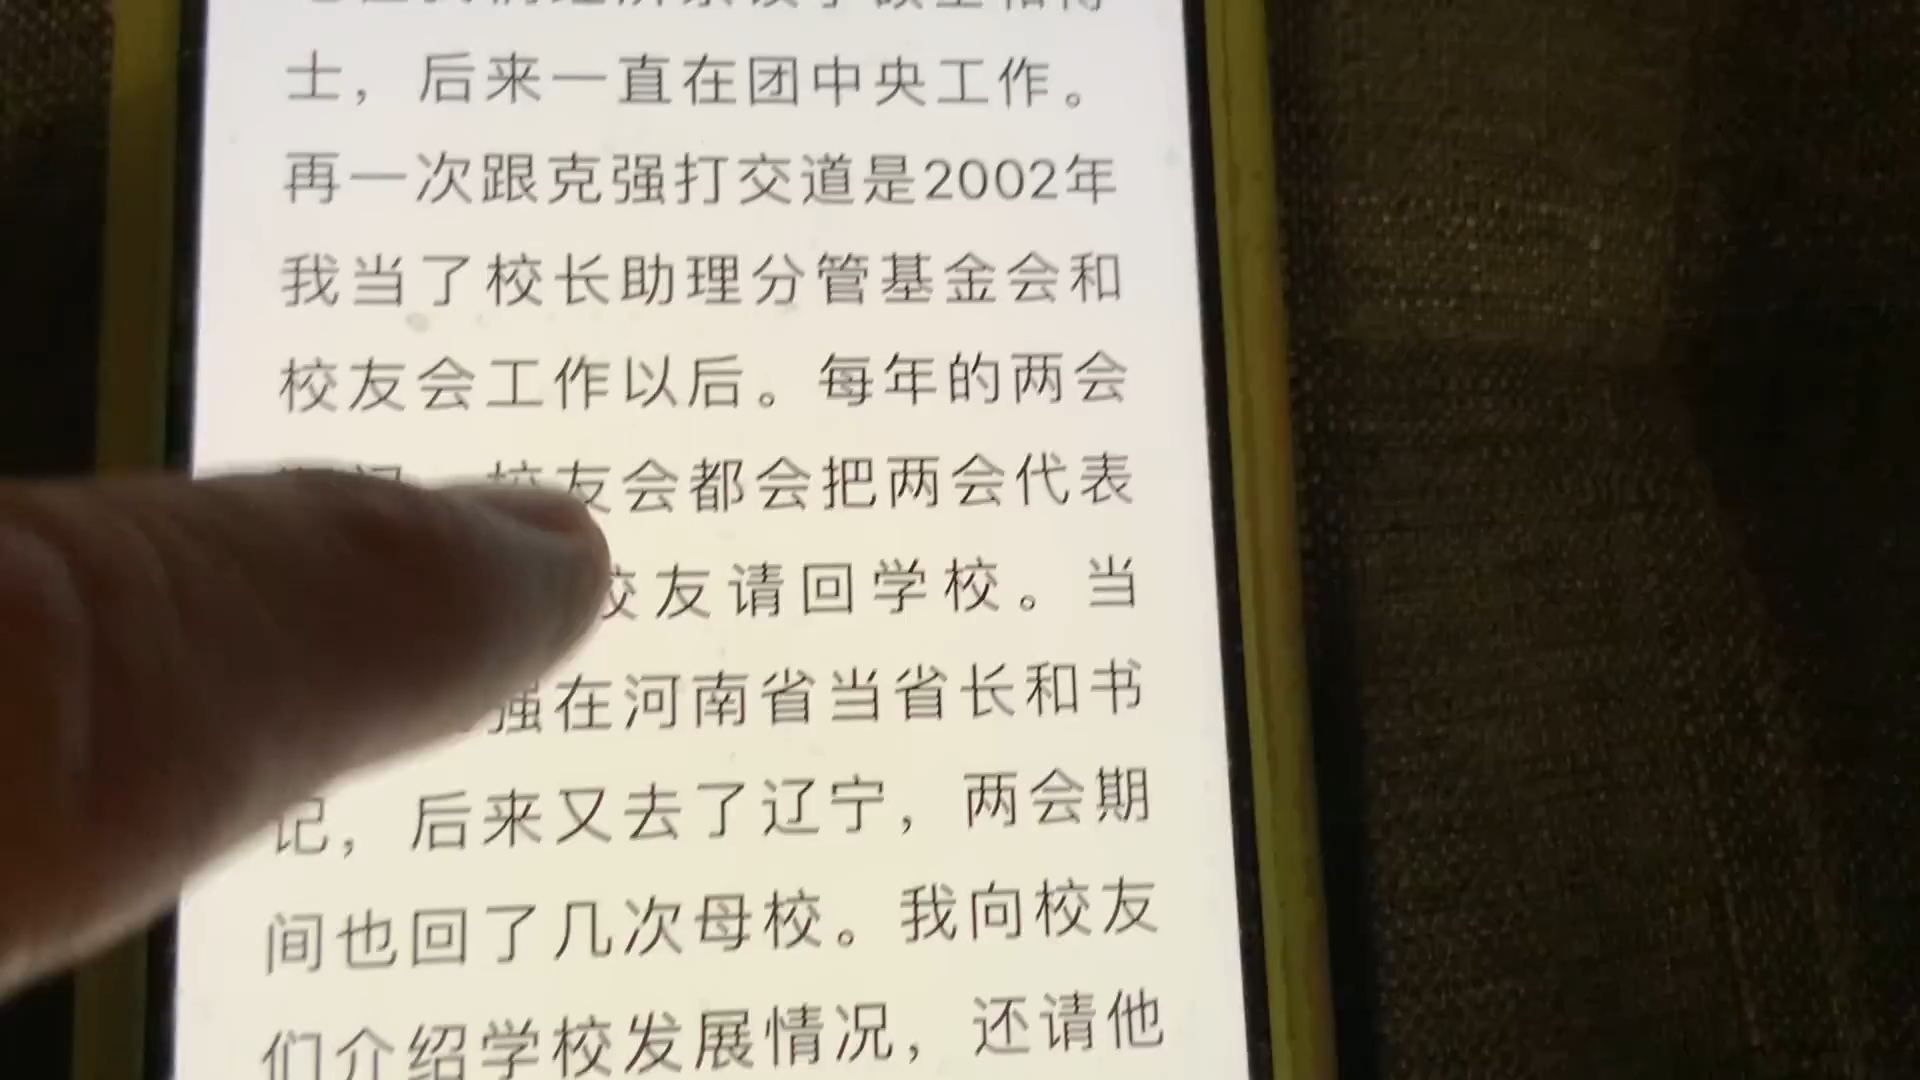 士，后来一直在团中央工作。
再一次跟克强打交道是2002年
我当了校长助理分管基金会和
校友会工作以后。每年的两会
校友会都会把两会代表
校友请回学校。当
强在河南省当省长和书
记，后来又去了辽宁，两会期
间也回了几次母校。我向校友
们介绍学校发展情况，还请他